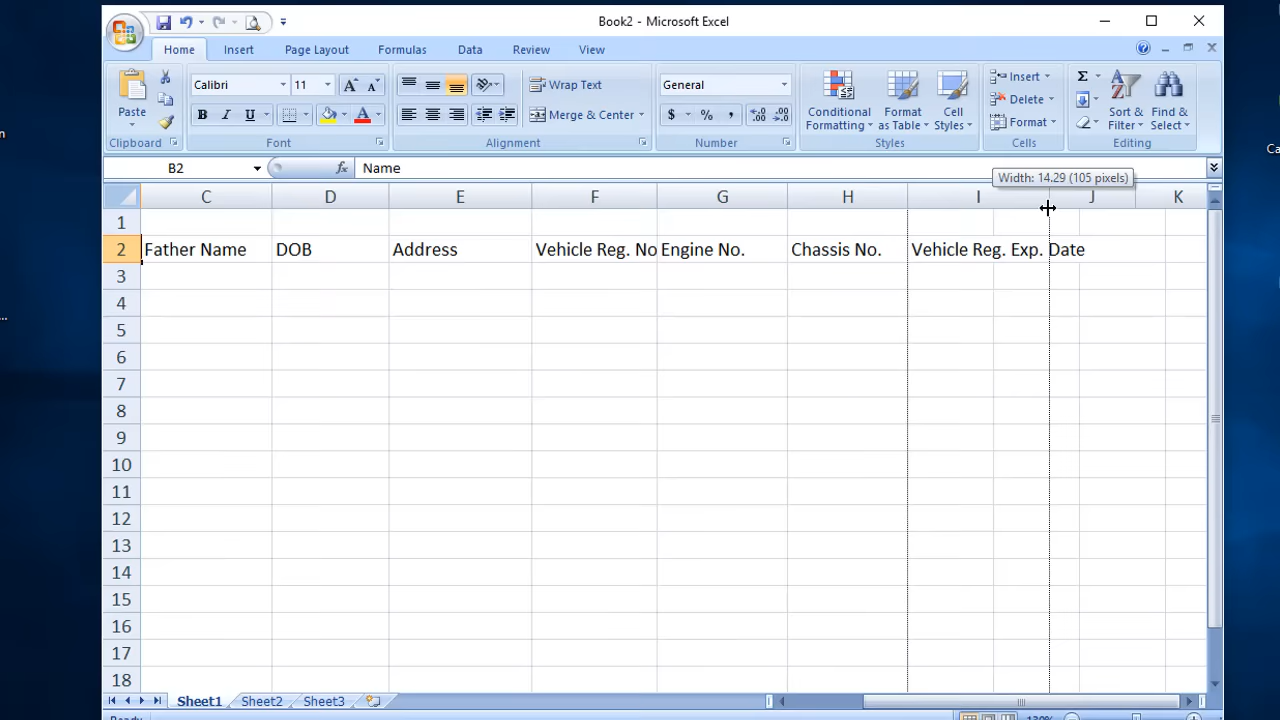 Book2 - Microsoft Excel
Home Insert Page Layout Formulas Data Review View
Paste
Clipboard
Calibri 11
B I U
Font
Wrap Text
Merge & Center
Alignment
General
$ % ,
Number
Conditional Formatting
Format as Table
Cell Styles
Styles
Insert
Delete
Format
Cells
Sort & Filter
Find & Select
Editing
B2 fx Name
Width: 14.29 (105 pixels)
C D E F G H I J K
1
2 Father Name DOB Address Vehicle Reg. No Engine No. Chassis No. Vehicle Reg. Exp. Date
3
4
5
6
7
8
9
10
11
12
13
14
15
16
17
18
Sheet1 Sheet2 Sheet3